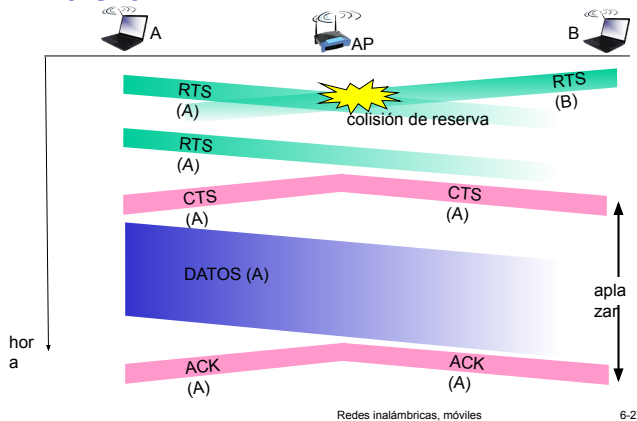 A
AP
B
RTS
(A)
RTS
(B)
colisión de reserva
RTS
(A)
CTS
(A)
CTS
(A)
DATOS (A)
apla
zar
hor
a
ACK
(A)
ACK
(A)
Redes inalámbricas, móviles
6-2